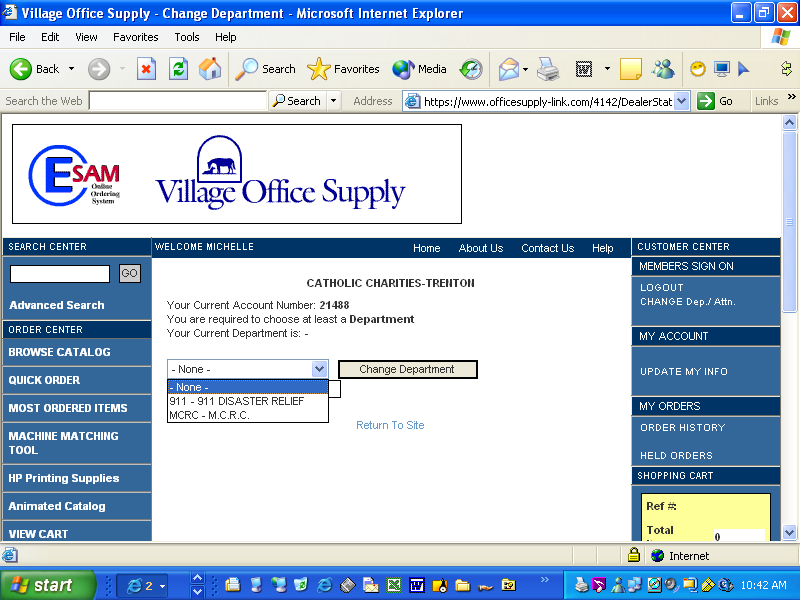 Village Office Supply - Change Department - Microsoft Internet Explorer
File Edit View Favorites Tools Help
Back Search Favorites Media
Search the Web Search Address https://www.officesupply-link.com/4142/DealerStat Go Links »
ESAM
Online
Ordering
System
Village Office Supply
SEARCH CENTER
GO
Advanced Search
ORDER CENTER
BROWSE CATALOG
QUICK ORDER
MOST ORDERED ITEMS
MACHINE MATCHING
TOOL
HP Printing Supplies
Animated Catalog
VIEW CART
WELCOME MICHELLE Home About Us Contact Us Help
CATHOLIC CHARITIES-TRENTON
Your Current Account Number: 21488
You are required to choose at least a Department
Your Current Department is: -
- None - Change Department
- None -
911 - 911 DISASTER RELIEF
MCRC - M.C.R.C.
Return To Site
CUSTOMER CENTER
MEMBERS SIGN ON
LOGOUT
CHANGE Dep./ Attn.
MY ACCOUNT
UPDATE MY INFO
MY ORDERS
ORDER HISTORY
HELD ORDERS
SHOPPING CART
Ref #:
Total
0
Internet
start 2 » 10:42 AM